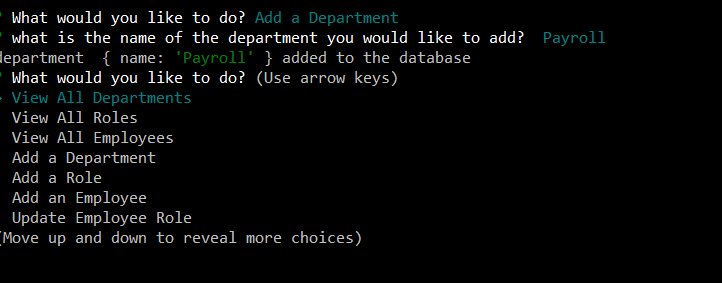 ? What would you like to do? Add a Department
? what is the name of the department you would like to add?  Payroll
department  { name: 'Payroll' } added to the database
? What would you like to do? (Use arrow keys)
> View All Departments
  View All Roles
  View All Employees
  Add a Department
  Add a Role
  Add an Employee
  Update Employee Role
(Move up and down to reveal more choices)